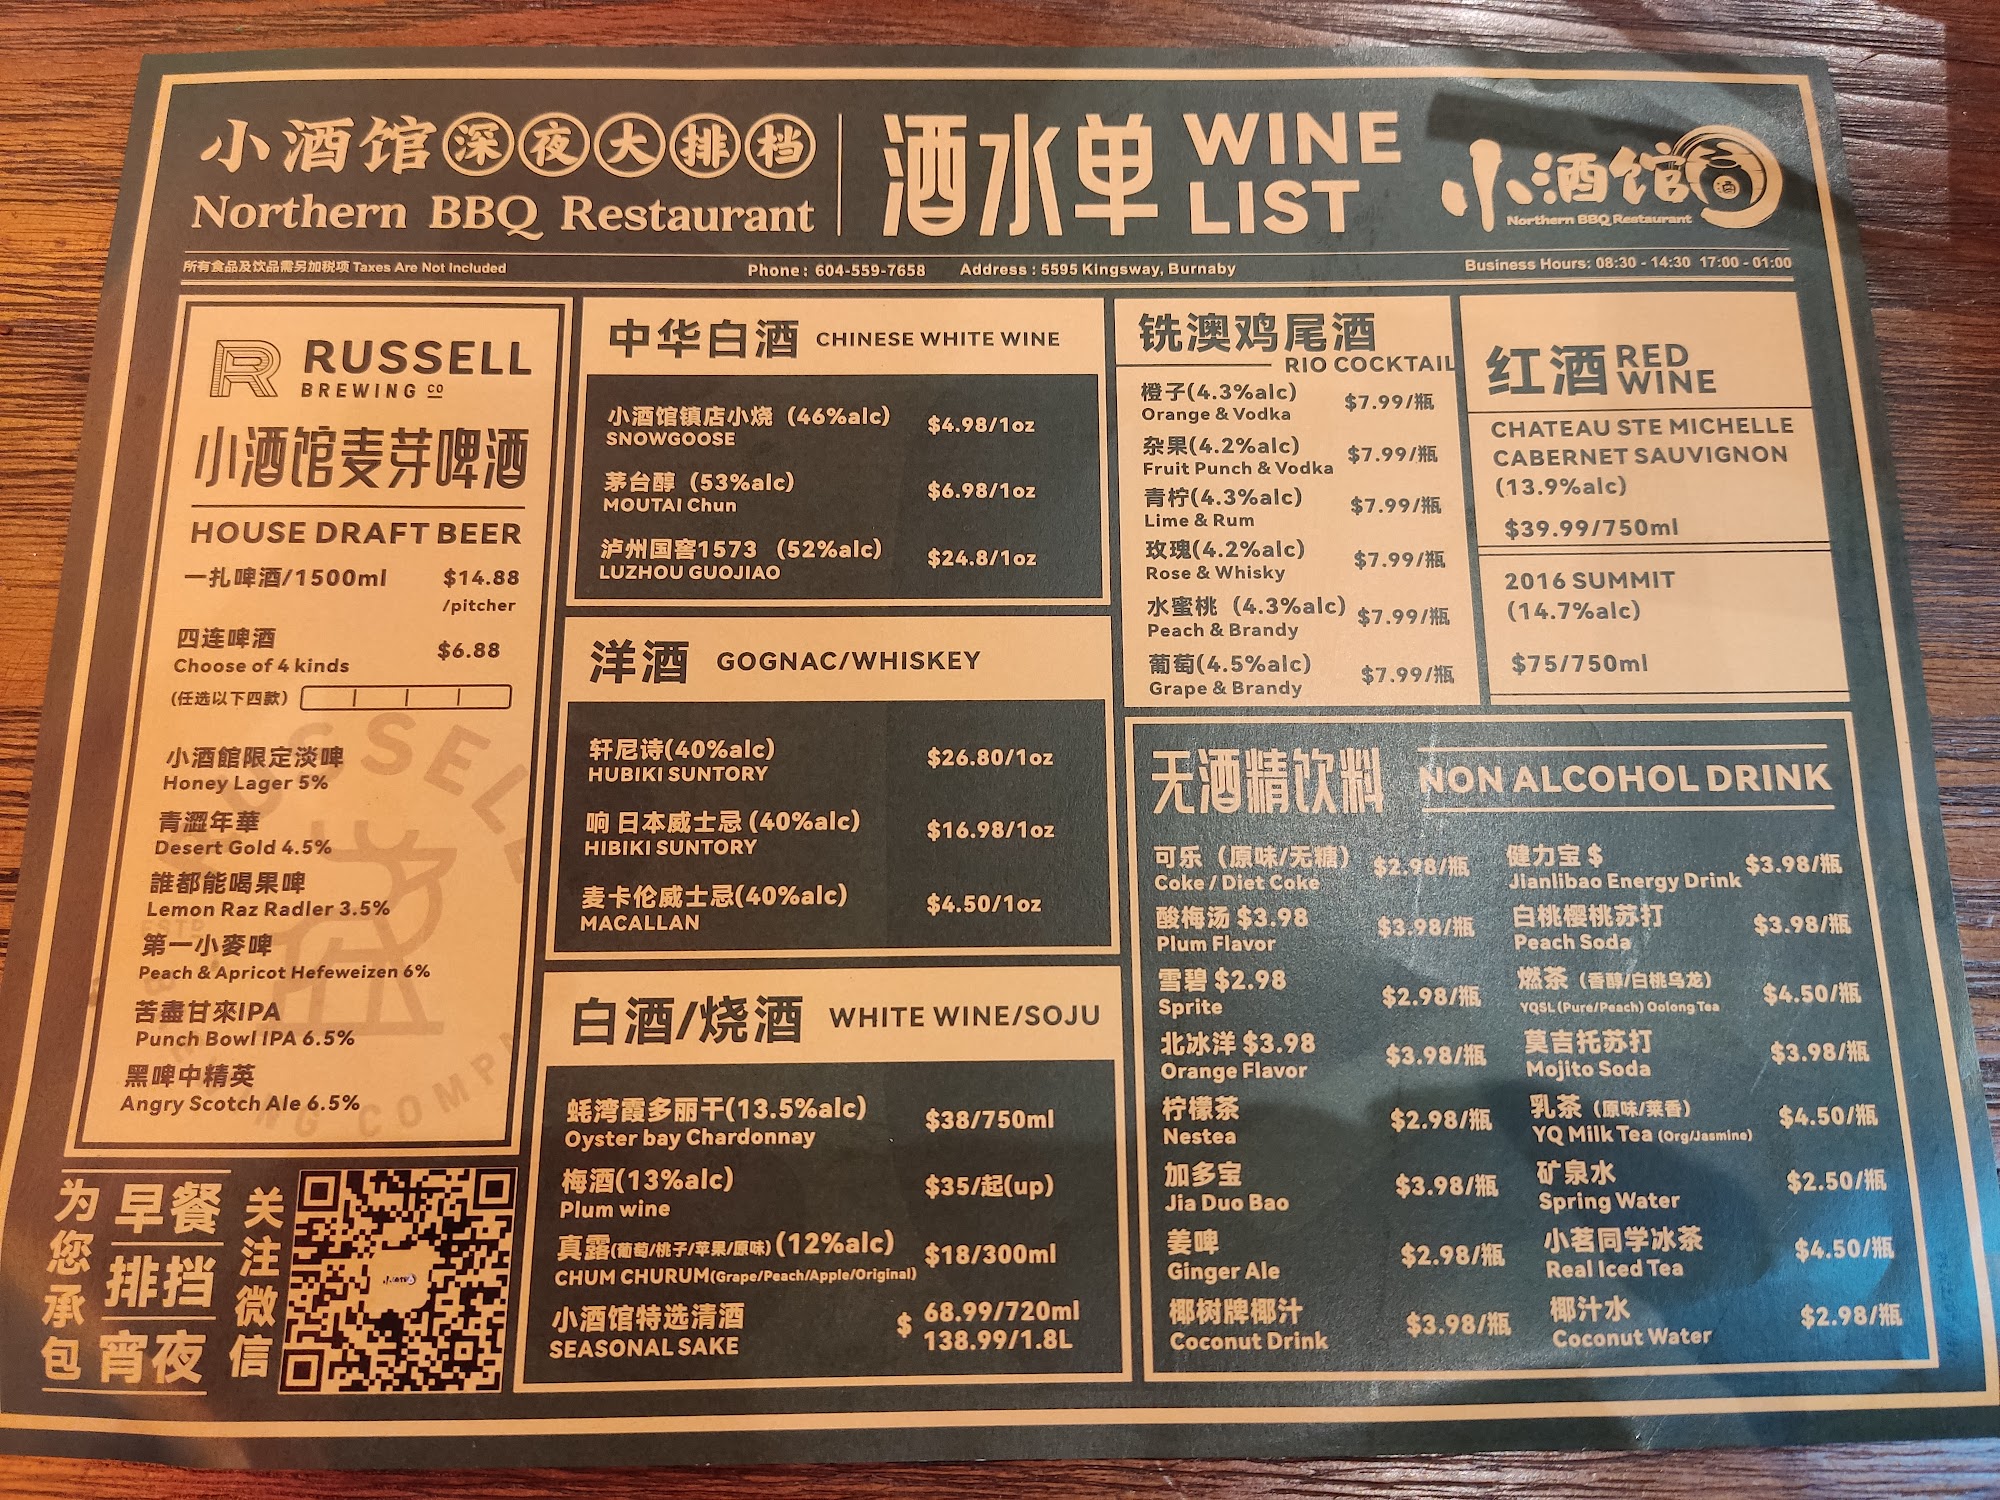 小酒馆深夜大排档
Northern BBQ Restaurant
酒水单
WINE
LIST
小酒馆
Northern BBQ Restaurant
所有食品及饮品需另加税项 Taxes Are Not Included
Phone : 604-559-7658
Address : 5595 Kingsway, Burnaby
Business Hours: 08:30 - 14:30 17:00 - 01:00
R RUSSELL
BREWING CO
小酒馆麦芽啤酒
HOUSE DRAFT BEER
一扎啤酒/1500ml $14.88
/pitcher
四连啤酒 $6.88
Choose of 4 kinds
(任选以下四款)
小酒館限定淡啤
Honey Lager 5%
青澀年華
Desert Gold 4.5%
誰都能喝果啤
Lemon Raz Radler 3.5%
第一小麥啤
Peach & Apricot Hefeweizen 6%
苦盡甘來IPA
Punch Bowl IPA 6.5%
黑啤中精英
Angry Scotch Ale 6.5%
为您承包
早餐
排挡
宵夜
关注微信
中华白酒 CHINESE WHITE WINE
小酒馆镇店小烧 (46%alc) $4.98/1oz
SNOWGOOSE
茅台醇 (53%alc) $6.98/1oz
MOUTAI Chun
泸州国窖1573 (52%alc) $24.8/1oz
LUZHOU GUOJIAO
洋酒 GOGNAC/WHISKEY
轩尼诗(40%alc) $26.80/1oz
HUBIKI SUNTORY
响 日本威士忌 (40%alc) $16.98/1oz
HIBIKI SUNTORY
麦卡伦威士忌(40%alc) $4.50/1oz
MACALLAN
白酒/烧酒 WHITE WINE/SOJU
蚝湾霞多丽干(13.5%alc) $38/750ml
Oyster bay Chardonnay
梅酒(13%alc) $35/起(up)
Plum wine
真露(葡萄/桃子/苹果/原味) (12%alc) $18/300ml
CHUM CHURUM(Grape/Peach/Apple/Original)
小酒馆特选清酒 $ 68.99/720ml
SEASONAL SAKE 138.99/1.8L
铣澳鸡尾酒
RIO COCKTAIL
橙子(4.3%alc) $7.99/瓶
Orange & Vodka
杂果(4.2%alc) $7.99/瓶
Fruit Punch & Vodka
青柠(4.3%alc) $7.99/瓶
Lime & Rum
玫瑰(4.2%alc) $7.99/瓶
Rose & Whisky
水蜜桃 (4.3%alc) $7.99/瓶
Peach & Brandy
葡萄(4.5%alc) $7.99/瓶
Grape & Brandy
红酒 RED
WINE
CHATEAU STE MICHELLE
CABERNET SAUVIGNON
(13.9%alc)
$39.99/750ml
2016 SUMMIT
(14.7%alc)
$75/750ml
无酒精饮料 NON ALCOHOL DRINK
可乐 (原味/无糖) $2.98/瓶
Coke / Diet Coke
酸梅汤 $3.98 $3.98/瓶
Plum Flavor
雪碧 $2.98 $2.98/瓶
Sprite
北冰洋 $3.98 $3.98/瓶
Orange Flavor
柠檬茶 $2.98/瓶
Nestea
加多宝 $3.98/瓶
Jia Duo Bao
姜啤 $2.98/瓶
Ginger Ale
椰树牌椰汁 $3.98/瓶
Coconut Drink
健力宝 $ $3.98/瓶
Jianlibao Energy Drink
白桃樱桃苏打 $3.98/瓶
Peach Soda
燃茶 (香醇/白桃乌龙) $4.50/瓶
YQSL (Pure/Peach) Oolong Tea
莫吉托苏打 $3.98/瓶
Mojito Soda
乳茶 (原味/莱香) $4.50/瓶
YQ Milk Tea (Org/Jasmine)
矿泉水 $2.50/瓶
Spring Water
小茗同学冰茶 $4.50/瓶
Real Iced Tea
椰汁水 $2.98/瓶
Coconut Water